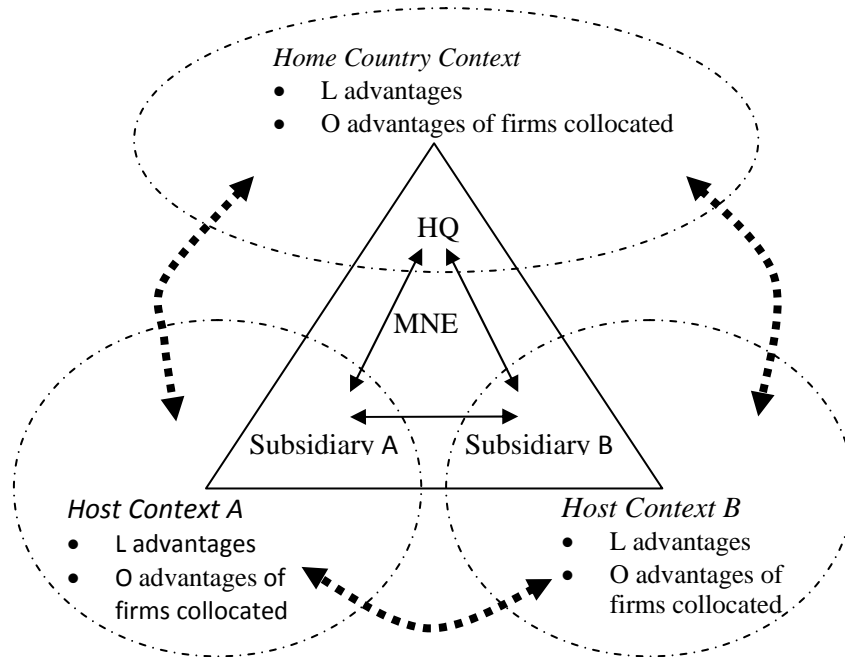 Home Country Context
• L advantages
• O advantages of firms collocated
HQ
MNE
Subsidiary A Subsidiary B
Host Context A
• L advantages
• O advantages of
firms collocated
Host Context B
• L advantages
• O advantages of
firms collocated